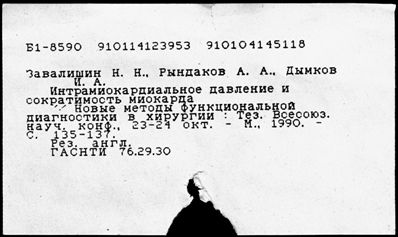 Б1-8590 910114123953 910104145118
Завалишин Н. Н., Рындаков А. А., Дымков
И. А.
Интрамиокардиальное давление и
сократимость миокарда
// Новые методы функциональной
диагностики в хирургии : Тез. Всесоюз.
науч. конф., 23-24 окт. - М., 1990. -
С. 135-137.
Рез. англ.
ГАСНТИ 76.29.30